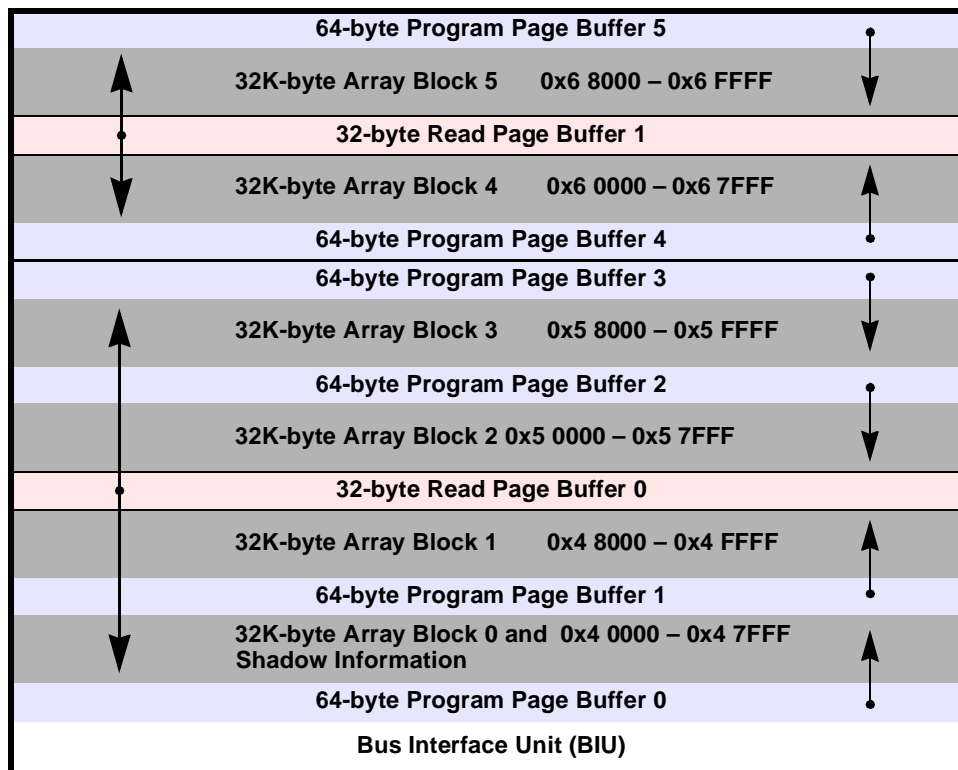 64-byte Program Page Buffer 5
32K-byte Array Block 5 0x6 8000 – 0x6 FFFF
32-byte Read Page Buffer 1
32K-byte Array Block 4 0x6 0000 – 0x6 7FFF
64-byte Program Page Buffer 4
64-byte Program Page Buffer 3
32K-byte Array Block 3 0x5 8000 – 0x5 FFFF
64-byte Program Page Buffer 2
32K-byte Array Block 2 0x5 0000 – 0x5 7FFF
32-byte Read Page Buffer 0
32K-byte Array Block 1 0x4 8000 – 0x4 FFFF
64-byte Program Page Buffer 1
32K-byte Array Block 0 and 0x4 0000 – 0x4 7FFF
Shadow Information
64-byte Program Page Buffer 0
Bus Interface Unit (BIU)